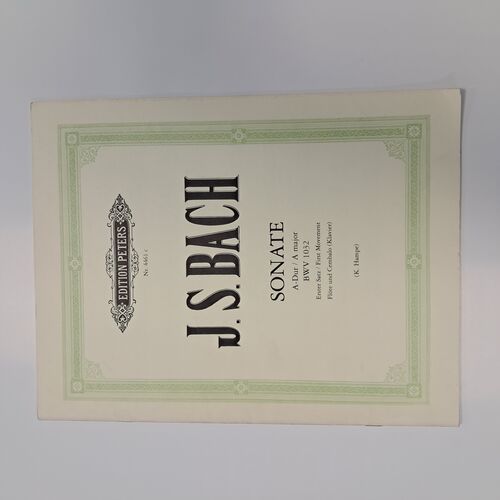 EDITION PETERS
Nr. 4461 c
J. S. BACH
SONATE
A-Dur / A major
BWV 1032
Erster Satz / First Movement
Flöte und Cembalo (Klavier)
(K. Hampe)